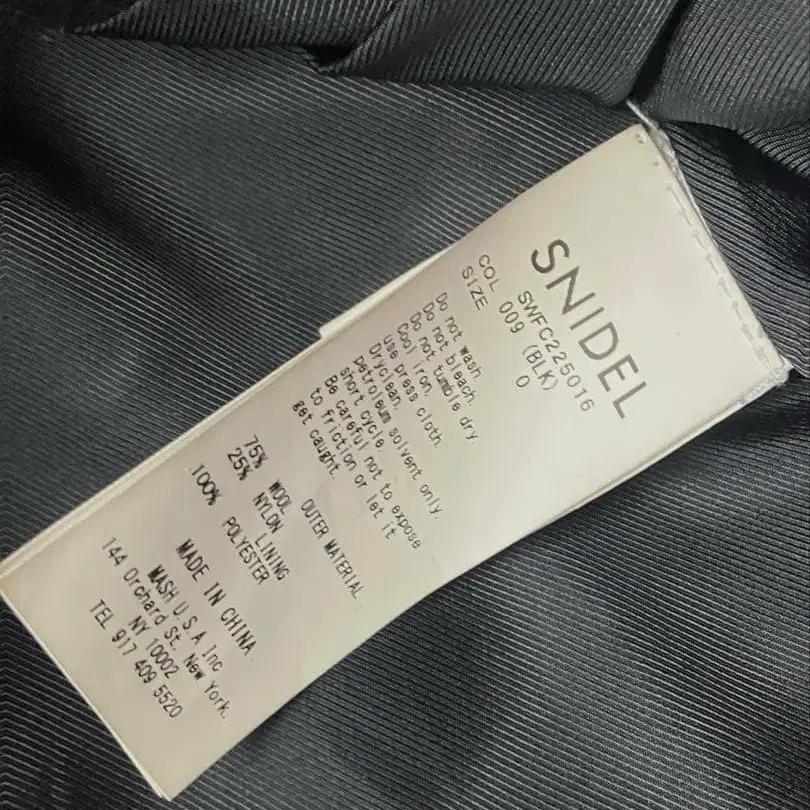 SNIDEL
SWFC225016
COL 009 (BLK)
SIZE 0
Do not wash.
Do not bleach.
Do not tumble dry.
Cool iron.
use press cloth.
Dryclean.
petroleum solvent only.
short cycle.
Be careful not to expose
to friction or let it
get caught.
OUTER MATERIAL
75% WOOL
25% NYLON
LINING
100% POLYESTER
MADE IN CHINA
MASH U.S.A Inc
144 Orchard St. New York.
NY 10002
TEL 917 409 5520